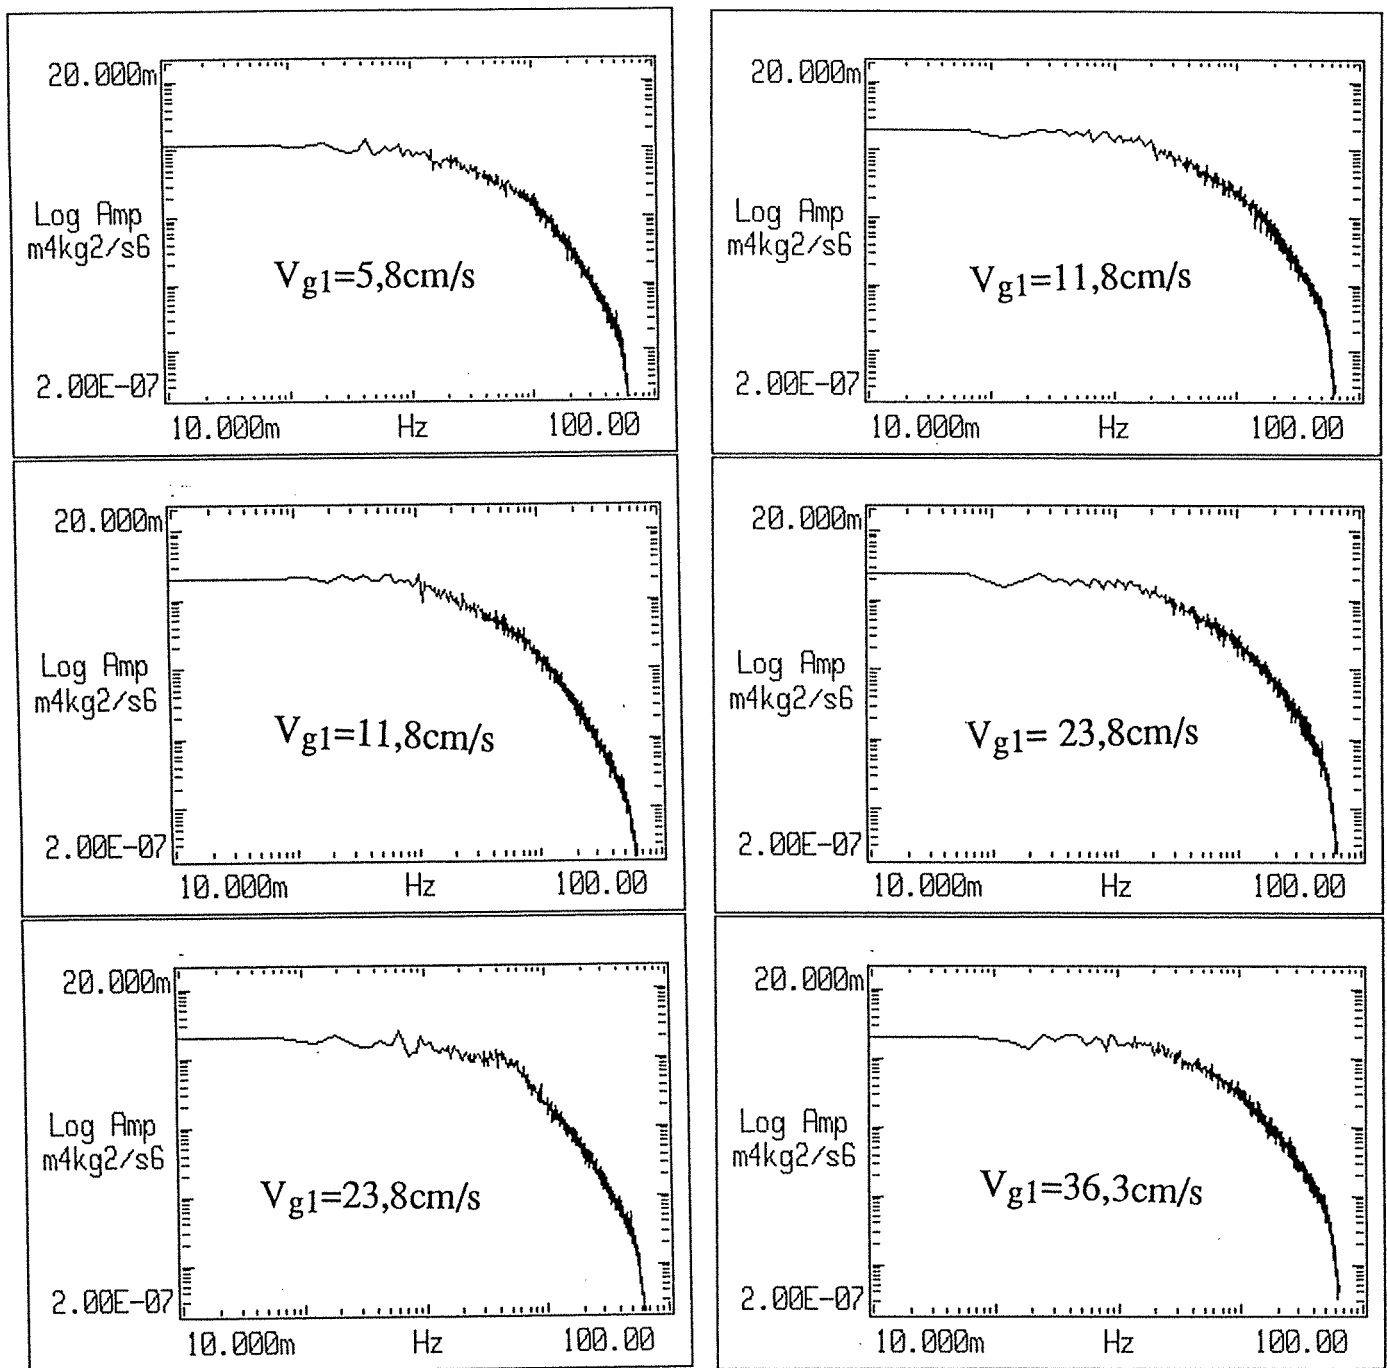 20.000m
Log Amp
m4kg2/s6
Vg1=5,8cm/s
2.00E-07
10.000m Hz 100.00
20.000m
Log Amp
m4kg2/s6
Vg1=11,8cm/s
2.00E-07
10.000m Hz 100.00
20.000m
Log Amp
m4kg2/s6
Vg1=11,8cm/s
2.00E-07
10.000m Hz 100.00
20.000m
Log Amp
m4kg2/s6
Vg1= 23,8cm/s
2.00E-07
10.000m Hz 100.00
20.000m
Log Amp
m4kg2/s6
Vg1=23,8cm/s
2.00E-07
10.000m Hz 100.00
20.000m
Log Amp
m4kg2/s6
Vg1=36,3cm/s
2.00E-07
10.000m Hz 100.00